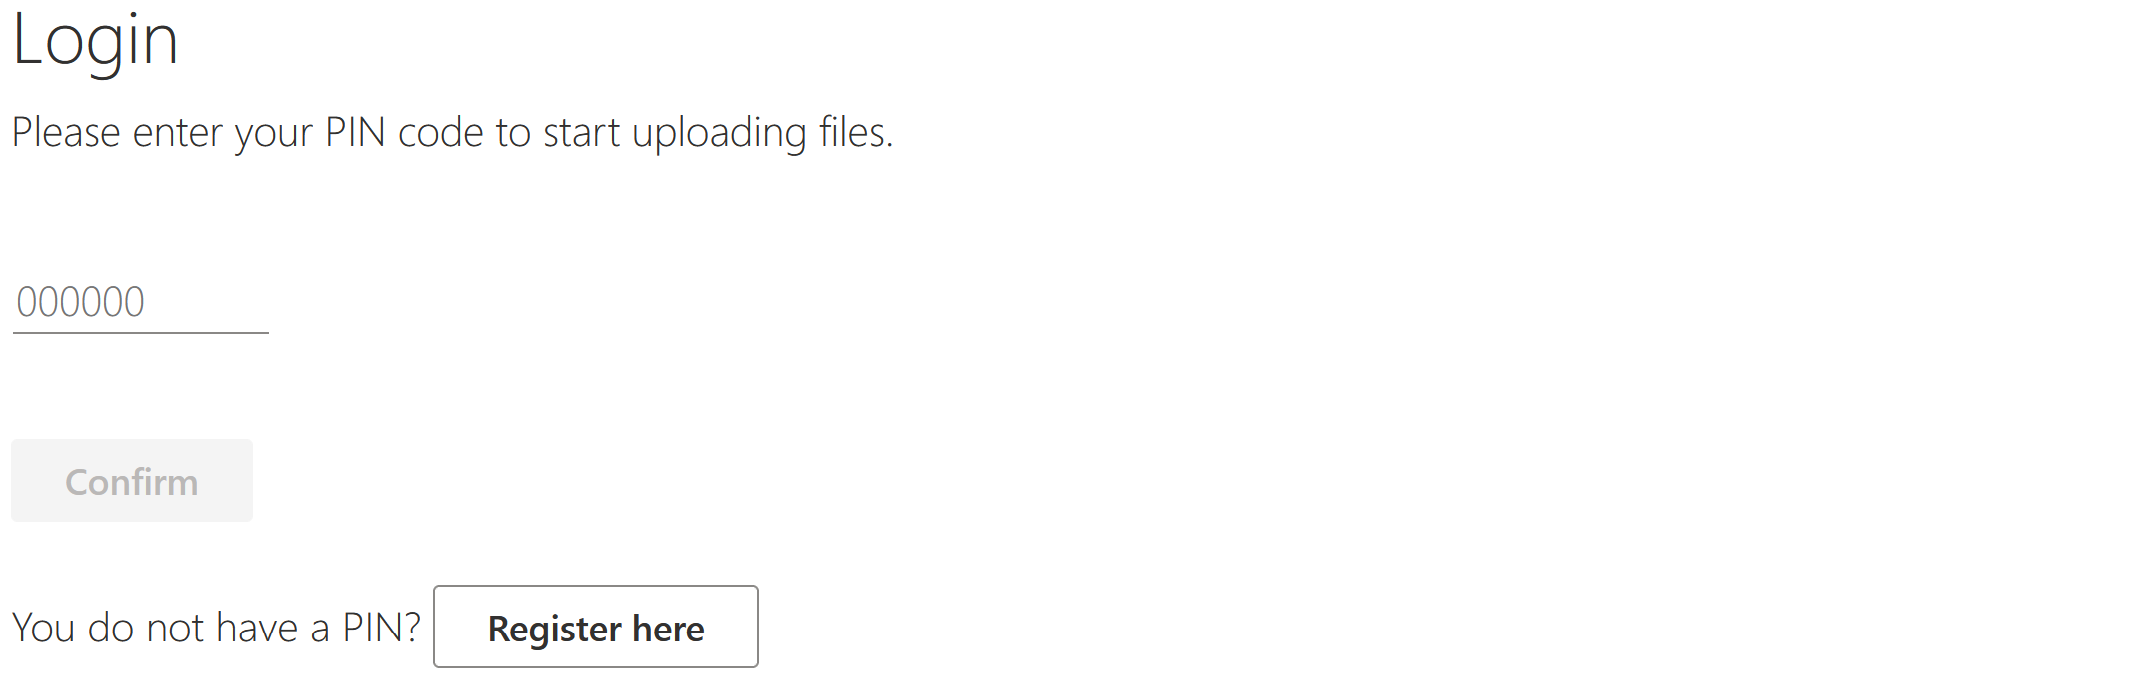 Login
Please enter your PIN code to start uploading files.
000000
Confirm
You do not have a PIN? Register here